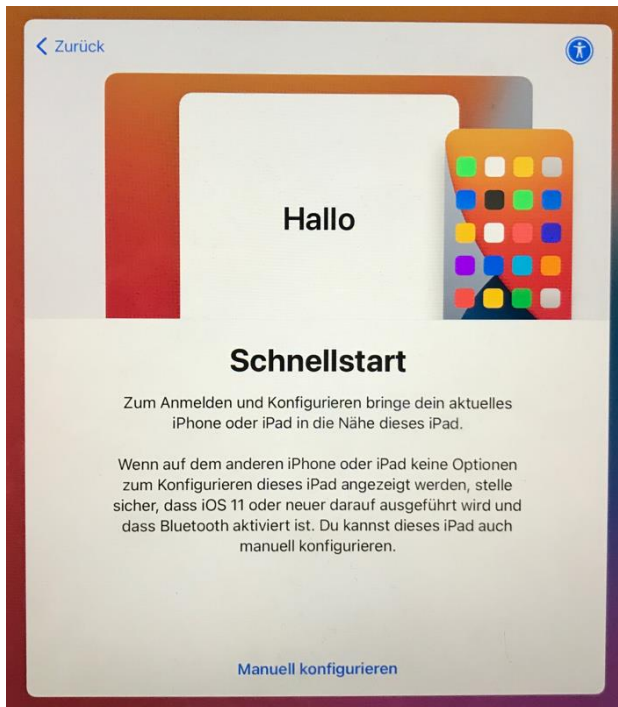 Zurück
Hallo
Schnellstart
Zum Anmelden und Konfigurieren bringe dein aktuelles
iPhone oder iPad in die Nähe dieses iPad.
Wenn auf dem anderen iPhone oder iPad keine Optionen
zum Konfigurieren dieses iPad angezeigt werden, stelle
sicher, dass iOS 11 oder neuer darauf ausgeführt wird und
dass Bluetooth aktiviert ist. Du kannst dieses iPad auch
manuell konfigurieren.
Manuell konfigurieren